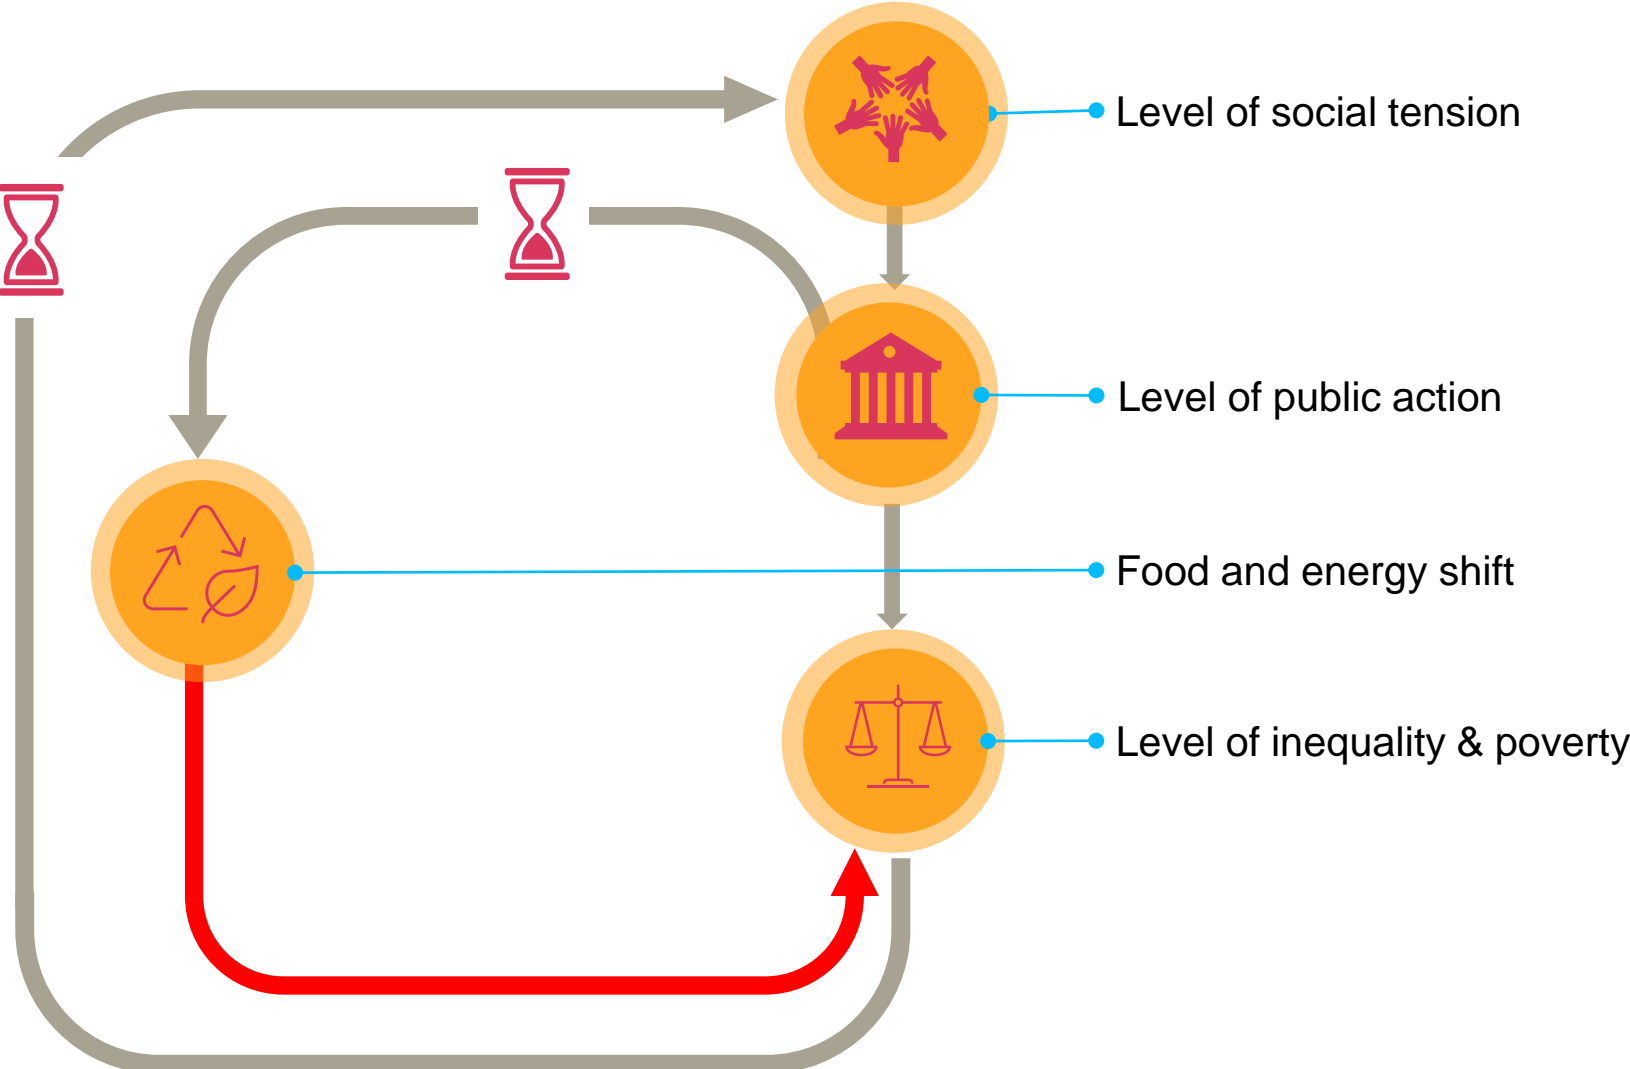 Level of social tension
Level of public action
Food and energy shift
Level of inequality & poverty